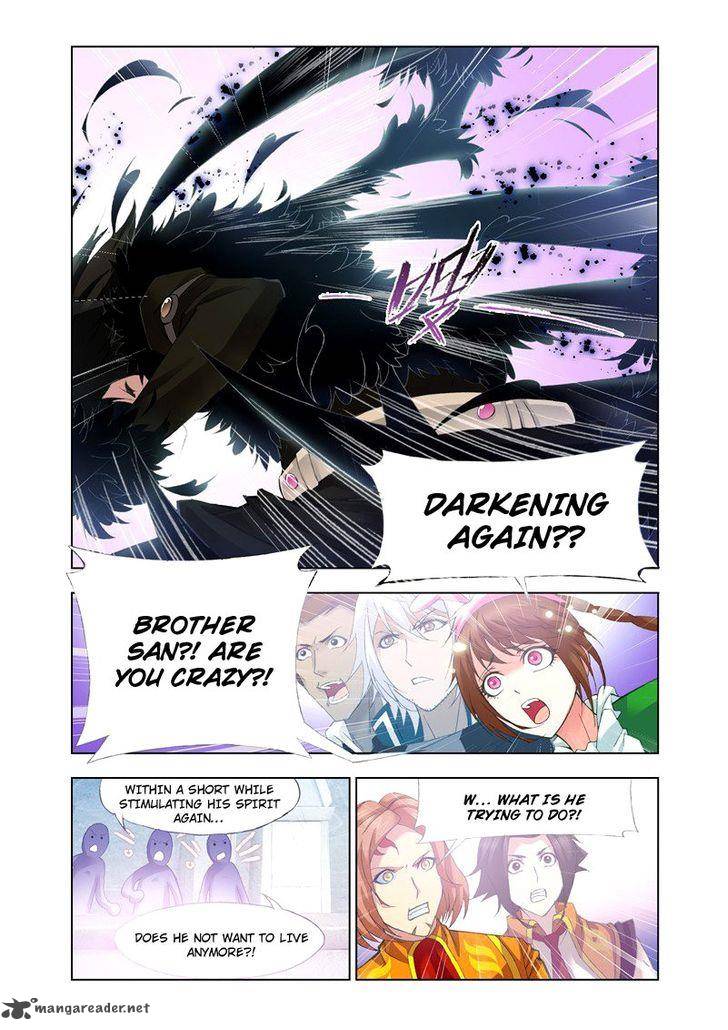 DARKENING
AGAIN??
BROTHER
SAN?! ARE
YOU CRAZY?!
WITHIN A SHORT WHILE
STIMULATING HIS SPIRIT
AGAIN...
W... WHAT IS HE
TRYING TO DO?!
DOES HE NOT WANT TO LIVE
ANYMORE?!
mangareader.net